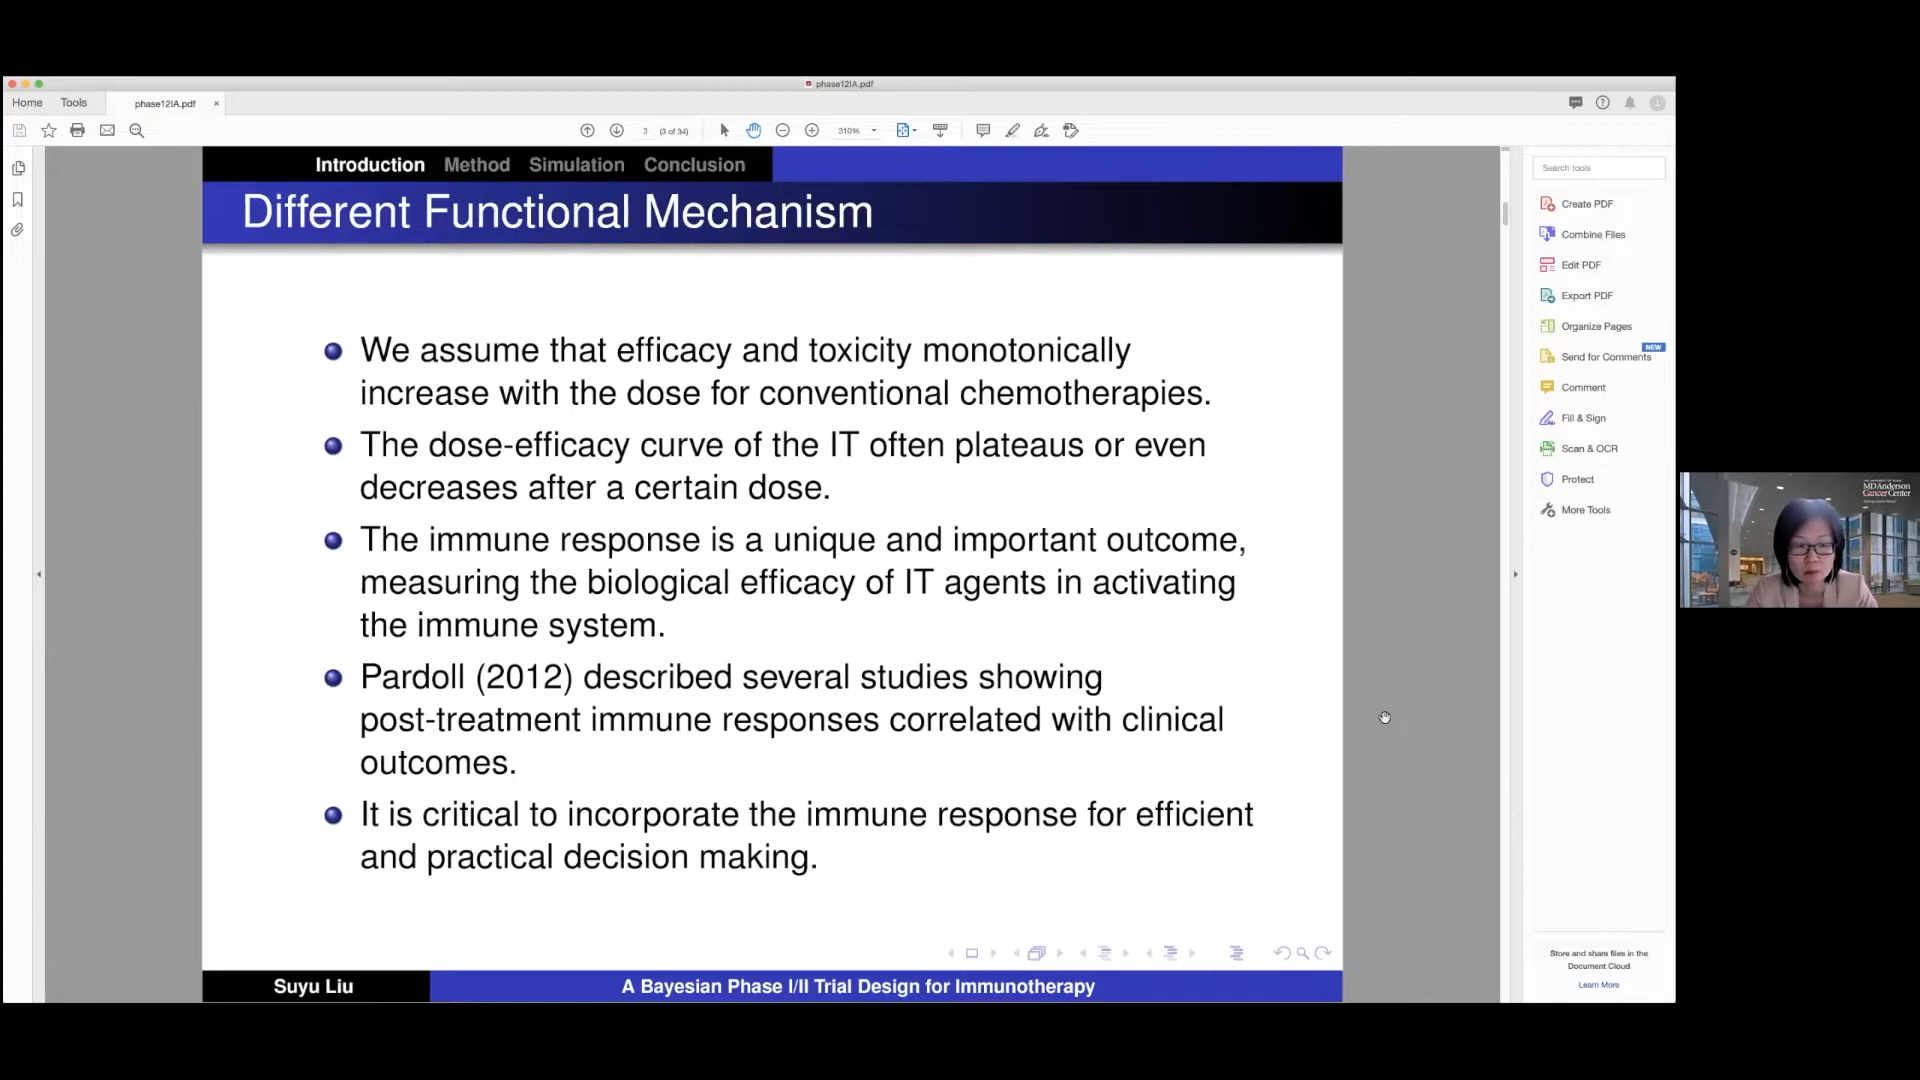 phase12IA.pdf
Home Tools phase12IA.pdf ×
3 (3 of 34) 310%
Introduction Method Simulation Conclusion
Different Functional Mechanism
We assume that efficacy and toxicity monotonically
increase with the dose for conventional chemotherapies.
The dose-efficacy curve of the IT often plateaus or even
decreases after a certain dose.
The immune response is a unique and important outcome,
measuring the biological efficacy of IT agents in activating
the immune system.
Pardoll (2012) described several studies showing
post-treatment immune responses correlated with clinical
outcomes.
It is critical to incorporate the immune response for efficient
and practical decision making.
Suyu Liu
A Bayesian Phase I/II Trial Design for Immunotherapy
Search tools
Create PDF
Combine Files
Edit PDF
Export PDF
Organize Pages
NEW
Send for Comments
Comment
Fill & Sign
Scan & OCR
Protect
More Tools
Store and share files in the
Document Cloud
Learn More
MD Anderson
Cancer Center